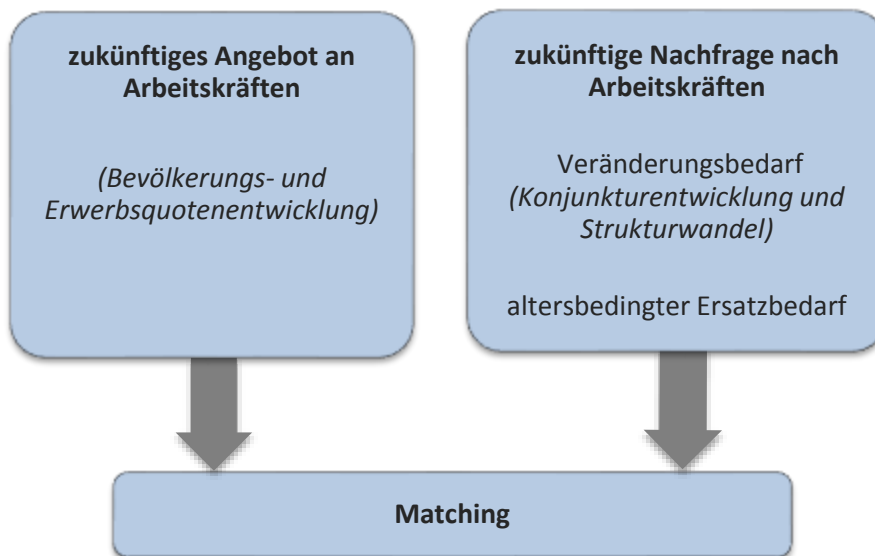 zukünftiges Angebot an
Arbeitskräften
(Bevölkerungs- und
Erwerbsquotenentwicklung)
zukünftige Nachfrage nach
Arbeitskräften
Veränderungsbedarf
(Konjunkturentwicklung und
Strukturwandel)
altersbedingter Ersatzbedarf
Matching